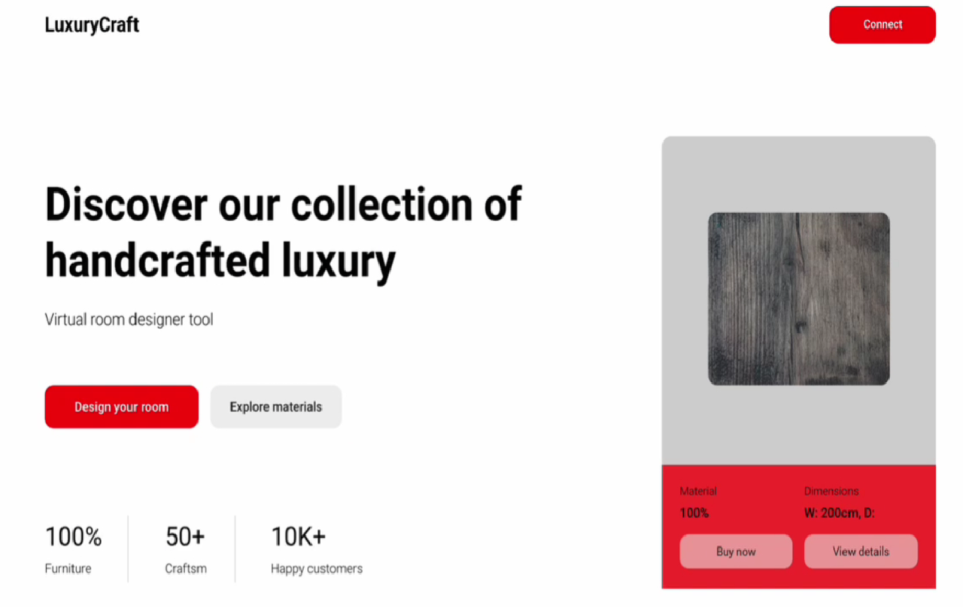 LuxuryCraft
Connect
Discover our collection of
handcrafted luxury
Virtual room designer tool
Design your room
Explore materials
100%
Furniture
50+
Craftsm
10K+
Happy customers
Material
100%
Dimensions
W: 200cm, D:
Buy now
View details